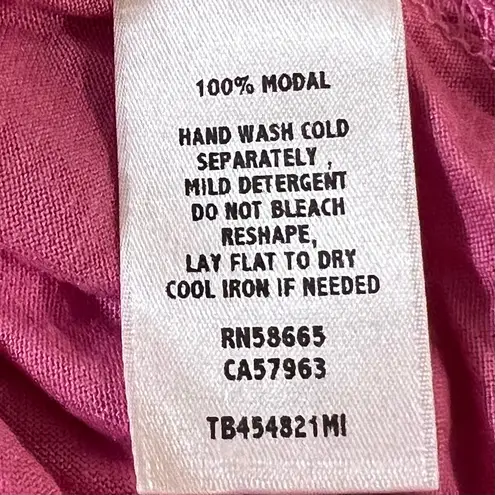 100% MODAL
HAND WASH COLD
SEPARATELY ,
MILD DETERGENT
DO NOT BLEACH
RESHAPE,
LAY FLAT TO DRY
COOL IRON IF NEEDED
RN58665
CA57963
TB454821MI